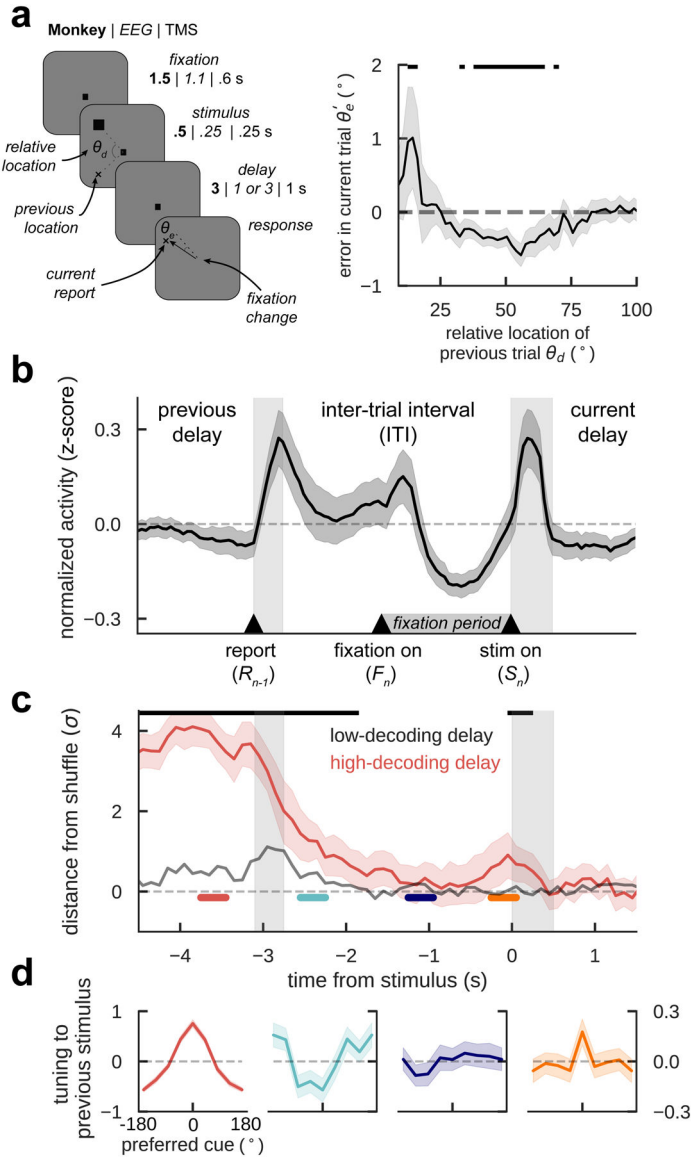 a
Monkey | EEG | TMS
fixation
1.5 | 1.1 | .6 s
stimulus
.5 | .25 | .25 s
relative
location
θd
delay
3 | 1 or 3 | 1 s
previous
location
response
θe
current
report
fixation
change
error in current trial θ′e (°)
2
1
0
−1
25
50
75
100
relative location of
previous trial θd (°)
b
normalized activity (z-score)
0.3
0.0
−0.3
previous
delay
inter-trial interval
(ITI)
current
delay
fixation period
report
(Rn-1)
fixation on
(Fn)
stim on
(Sn)
c
distance from shuffle (σ)
4
2
0
low-decoding delay
high-decoding delay
−4
−3
−2
−1
0
1
time from stimulus (s)
d
tuning to
previous stimulus
1
0
−1
-180
0
180
preferred cue (°)
0.3
0.0
−0.3